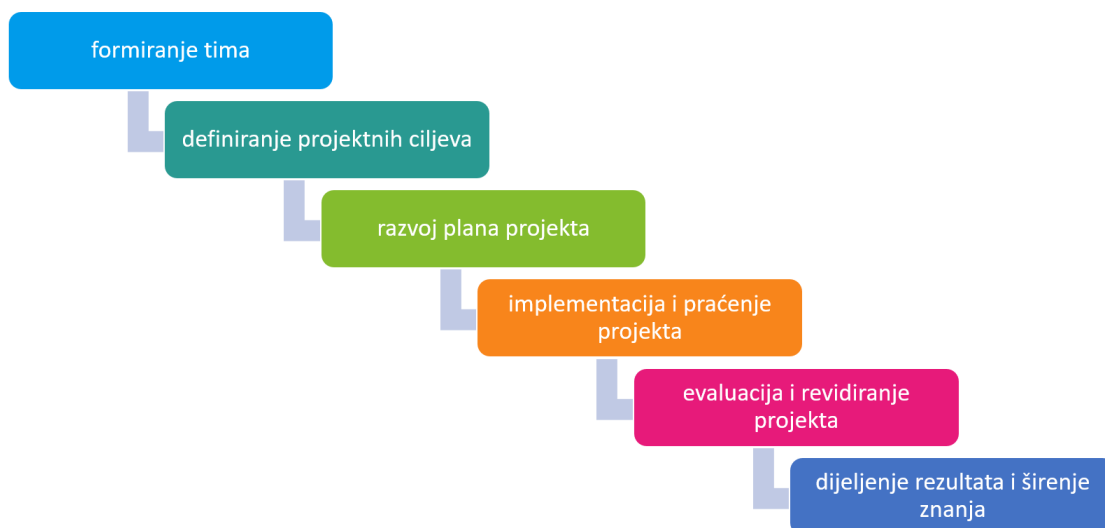 formiranje tima
definiranje projektnih ciljeva
razvoj plana projekta
implementacija i praćenje
projekta
evaluacija i revidiranje
projekta
dijeljenje rezultata i širenje
znanja